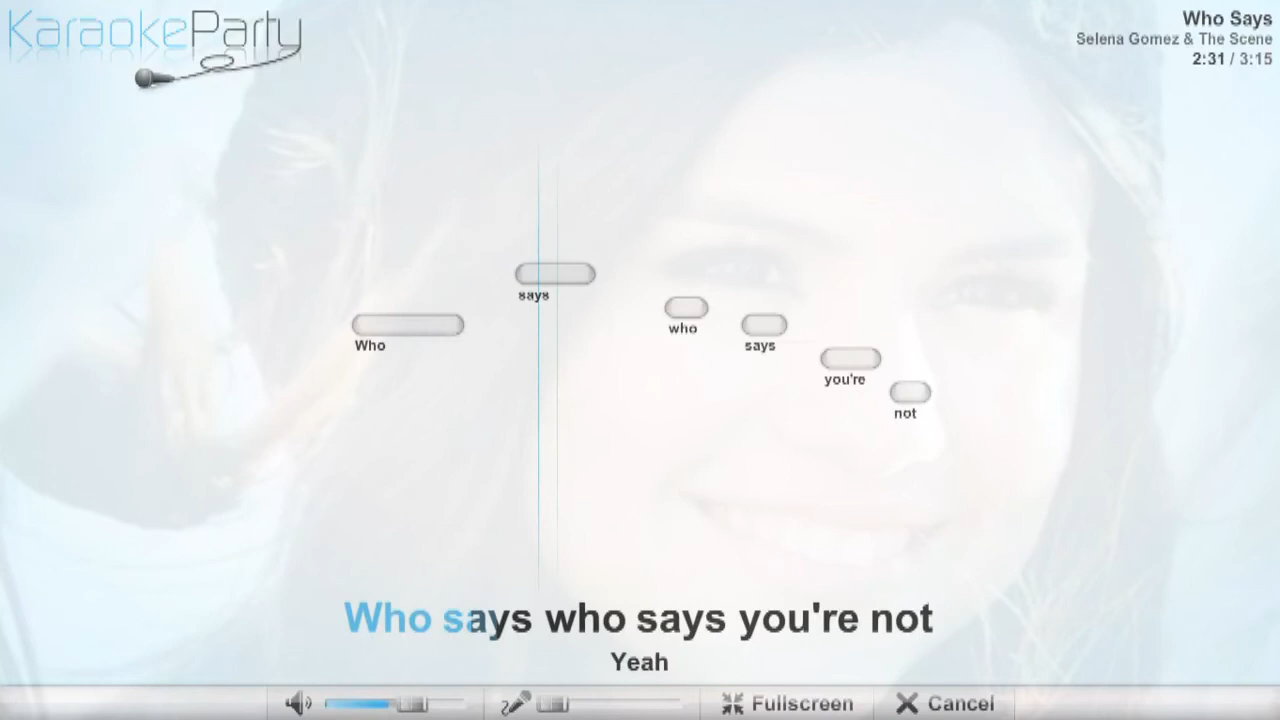 KaraokeParty
Who Says
Selena Gomez & The Scene
2:31 / 3:15
says
Who
who
says
you're
not
Who says who says you're not
Yeah
Fullscreen
Cancel